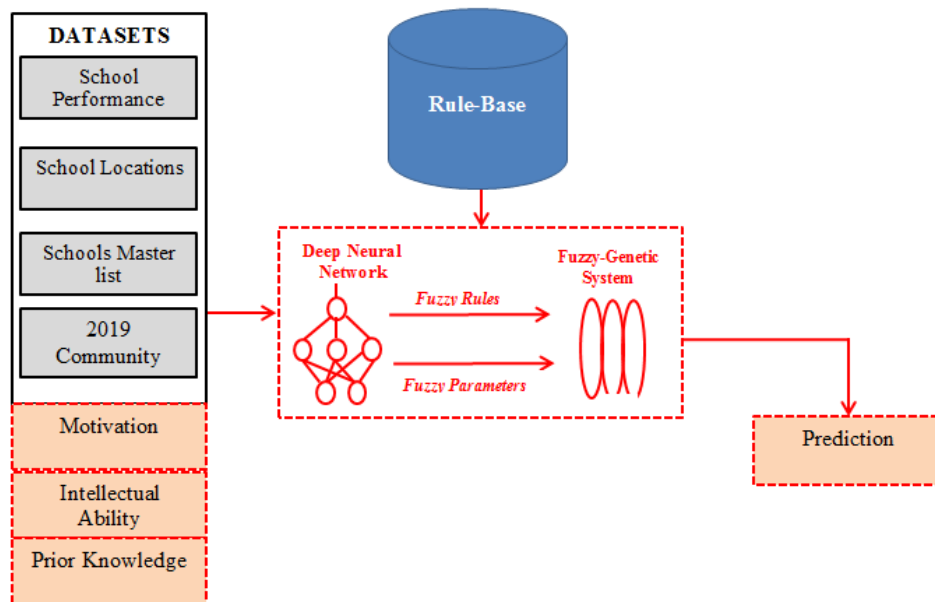 DATASETS
School
Performance
School Locations
Schools Master
list
2019
Community
Motivation
Intellectual
Ability
Prior Knowledge
Rule-Base
Deep Neural
Network
Fuzzy Rules
Fuzzy Parameters
Fuzzy-Genetic
System
Prediction